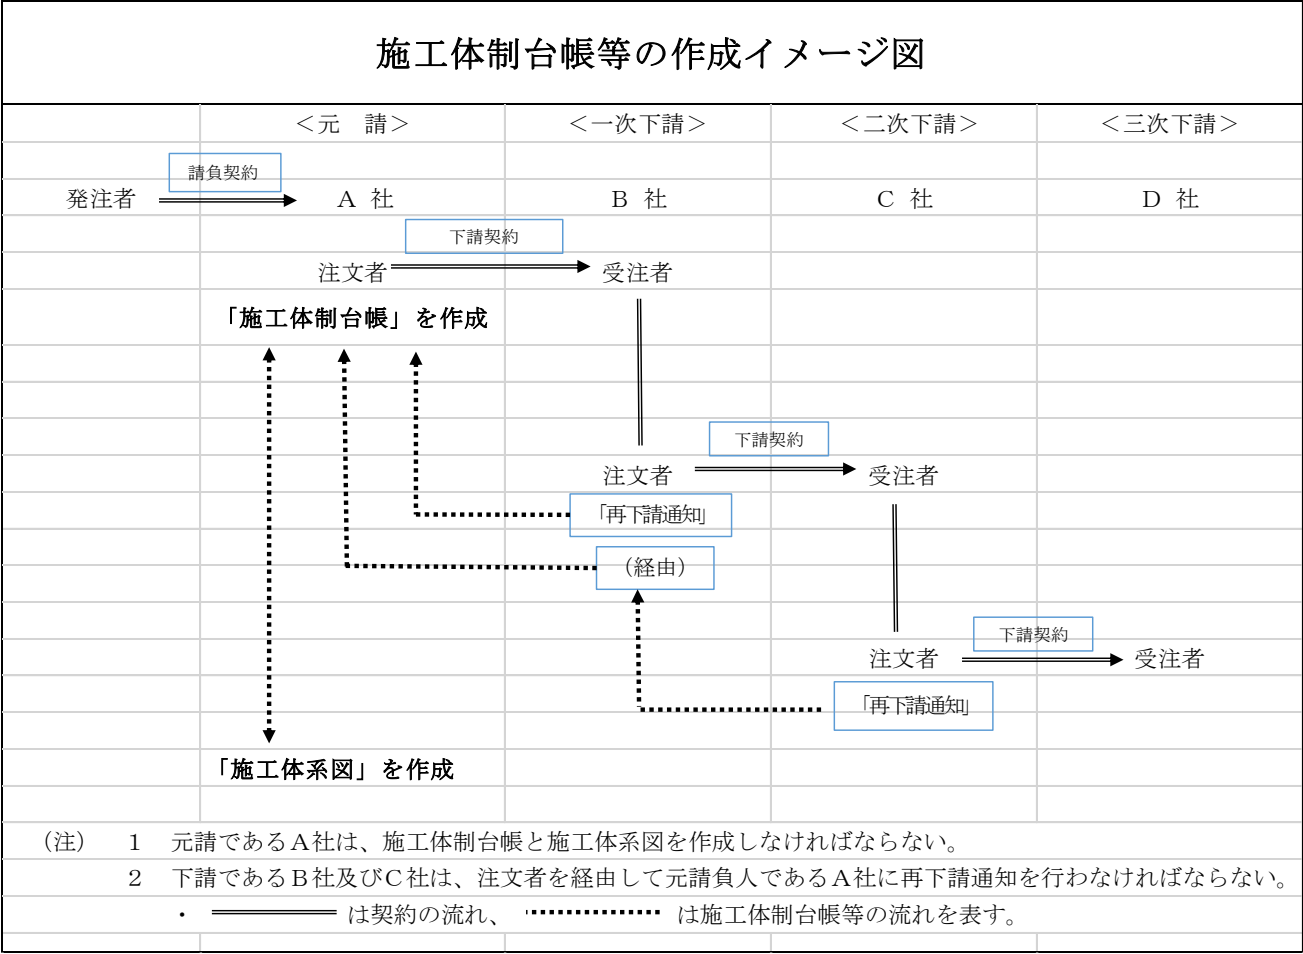 施工体制台帳等の作成イメージ図
＜元　請＞　＜一次下請＞　＜二次下請＞　＜三次下請＞
請負契約
発注者　Ａ 社　Ｂ 社　Ｃ 社　Ｄ 社
下請契約
注文者　受注者
「施工体制台帳」を作成
下請契約
注文者　受注者
「再下請通知」
（経由）
下請契約
注文者　受注者
「再下請通知」
「施工体系図」を作成
（注）　１　元請であるＡ社は、施工体制台帳と施工体系図を作成しなければならない。
２　下請であるＢ社及びＣ社は、注文者を経由して元請負人であるＡ社に再下請通知を行わなければならない。
・　は契約の流れ、　は施工体制台帳等の流れを表す。